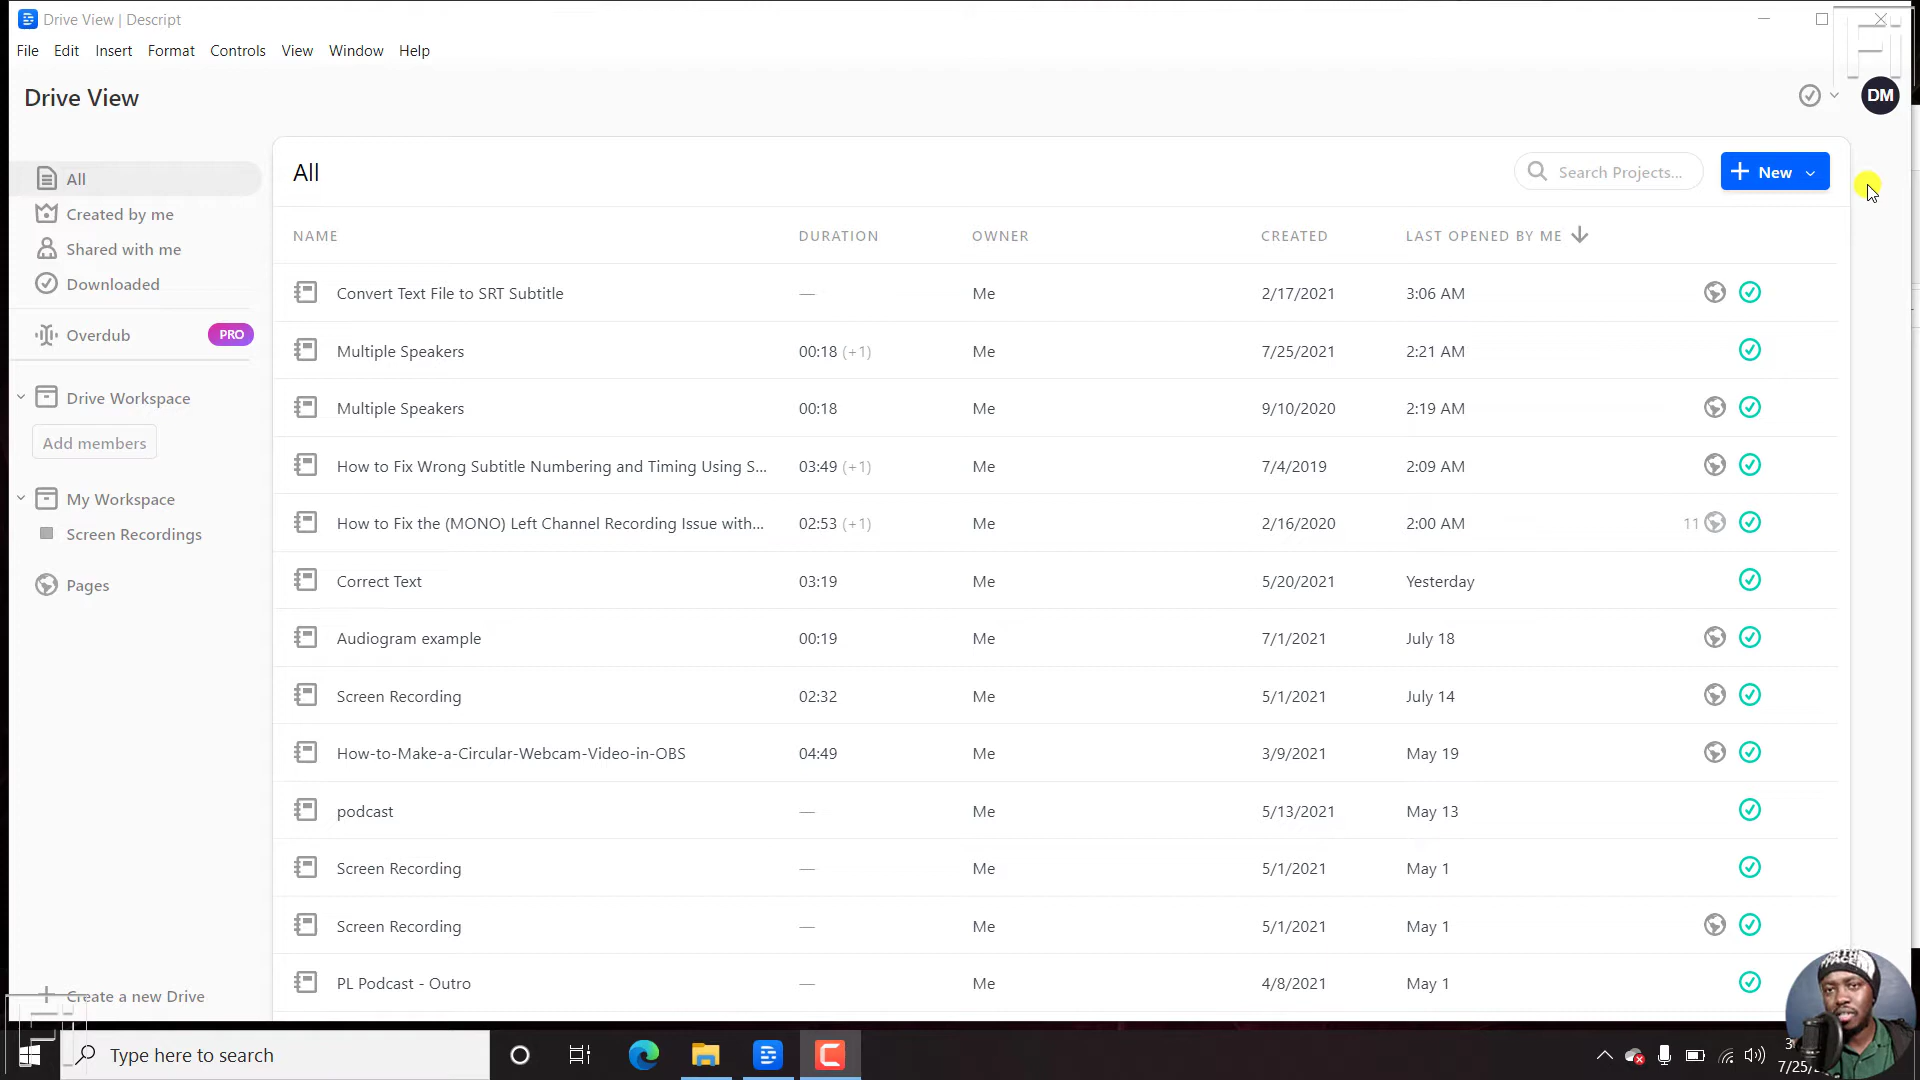 Drive View | Descript
File Edit Insert Format Controls View Window Help
Drive View
DM
All
Created by me
Shared with me
Downloaded
Overdub PRO
Drive Workspace
Add members
My Workspace
Screen Recordings
Pages
Create a new Drive
All
Search Projects...
New
NAME DURATION OWNER CREATED LAST OPENED BY ME
Convert Text File to SRT Subtitle — Me 2/17/2021 3:06 AM
Multiple Speakers 00:18 (+1) Me 7/25/2021 2:21 AM
Multiple Speakers 00:18 Me 9/10/2020 2:19 AM
How to Fix Wrong Subtitle Numbering and Timing Using S... 03:49 (+1) Me 7/4/2019 2:09 AM
How to Fix the (MONO) Left Channel Recording Issue with... 02:53 (+1) Me 2/16/2020 2:00 AM 11
Correct Text 03:19 Me 5/20/2021 Yesterday
Audiogram example 00:19 Me 7/1/2021 July 18
Screen Recording 02:32 Me 5/1/2021 July 14
How-to-Make-a-Circular-Webcam-Video-in-OBS 04:49 Me 3/9/2021 May 19
podcast — Me 5/13/2021 May 13
Screen Recording — Me 5/1/2021 May 1
Screen Recording — Me 5/1/2021 May 1
PL Podcast - Outro — Me 4/8/2021 May 1
Type here to search